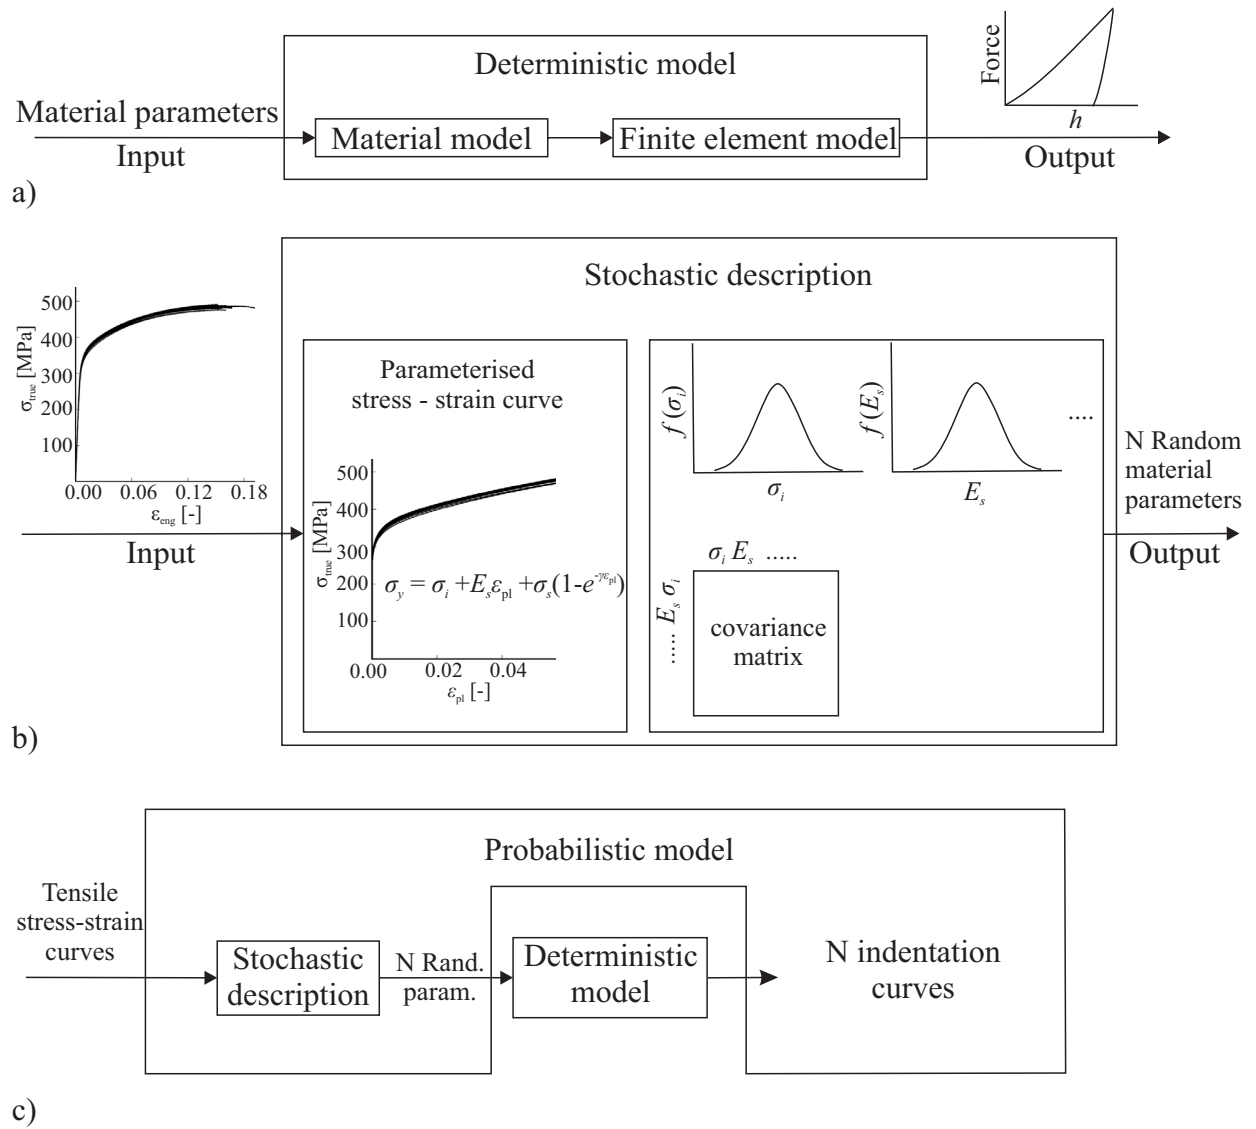 Deterministic model
Material parameters
Input
Material model
Finite element model
Force
h
Output
a)
Stochastic description
σtrue [MPa]
500
400
300
200
100
0.00 0.06 0.12 0.18
εeng [-]
Input
Parameterised
stress - strain curve
σtrue [MPa]
500
400
300
200
100
σy = σi +Esεpl +σs(1-e^-γεpl)
0.00 0.02 0.04
εpl [-]
f (σi)
σi
f (Es)
Es
....
σi Es .....
..... Es σi
covariance
matrix
N Random
material
parameters
Output
b)
Probabilistic model
Tensile
stress-strain
curves
Stochastic
description
N Rand.
param.
Deterministic
model
N indentation
curves
c)